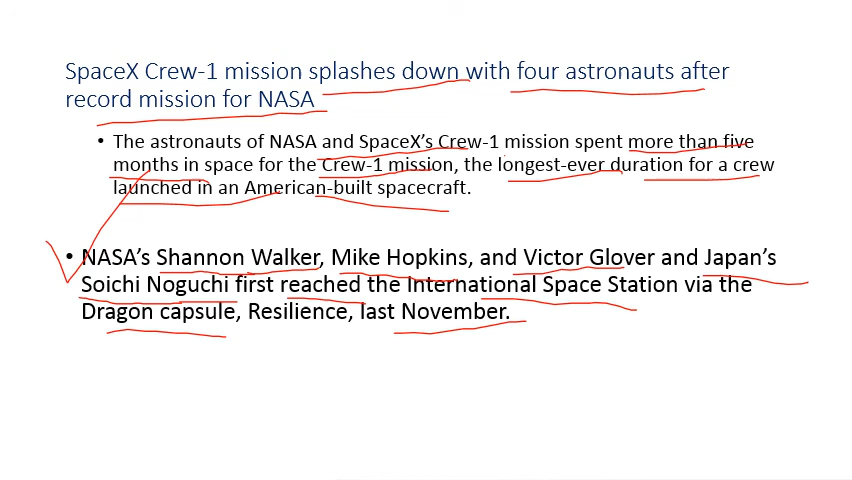 SpaceX Crew-1 mission splashes down with four astronauts after
record mission for NASA
• The astronauts of NASA and SpaceX’s Crew-1 mission spent more than five
months in space for the Crew-1 mission, the longest-ever duration for a crew
launched in an American-built spacecraft.
• NASA’s Shannon Walker, Mike Hopkins, and Victor Glover and Japan’s
Soichi Noguchi first reached the International Space Station via the
Dragon capsule, Resilience, last November.